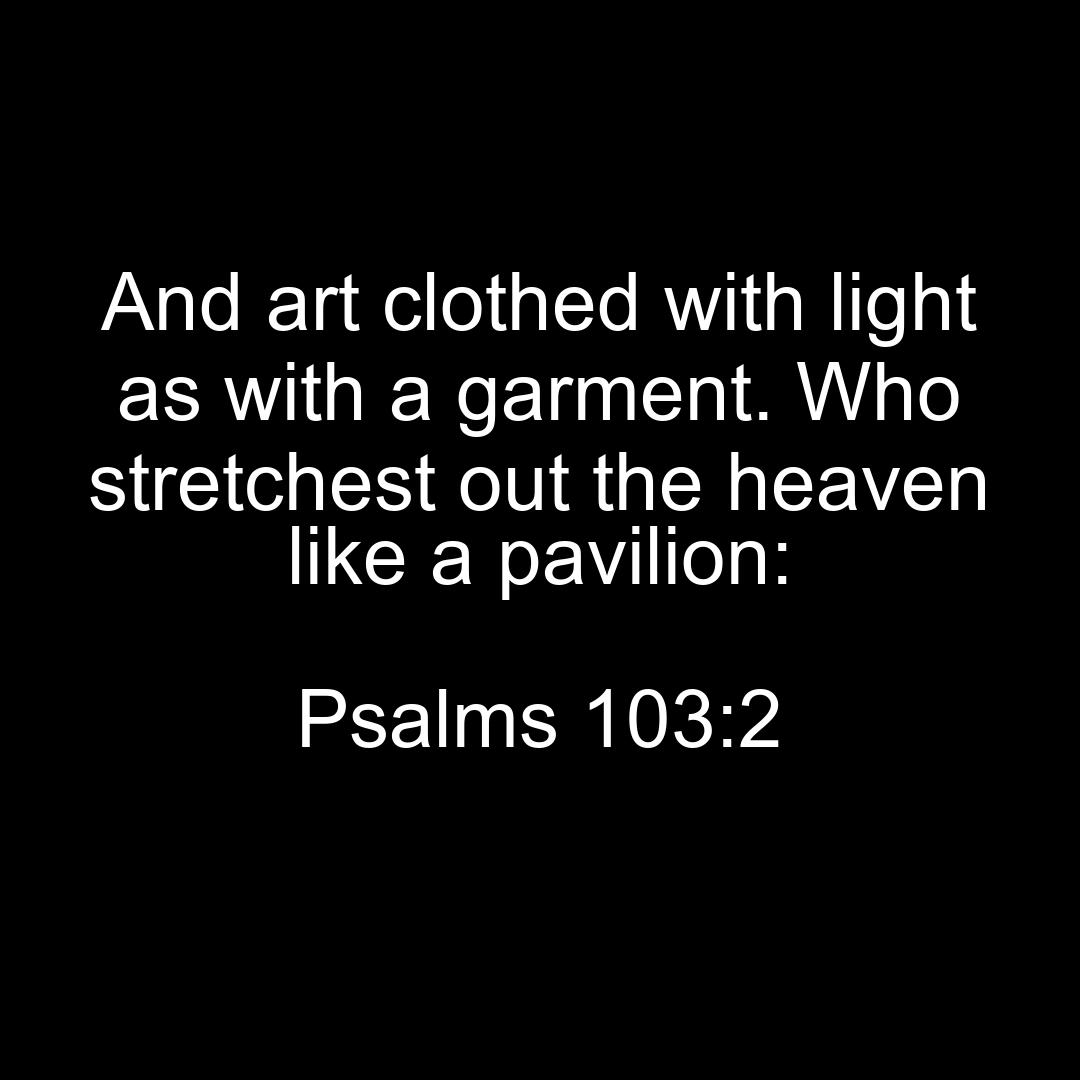 And art clothed with light
as with a garment. Who
stretchest out the heaven
like a pavilion:
Psalms 103:2